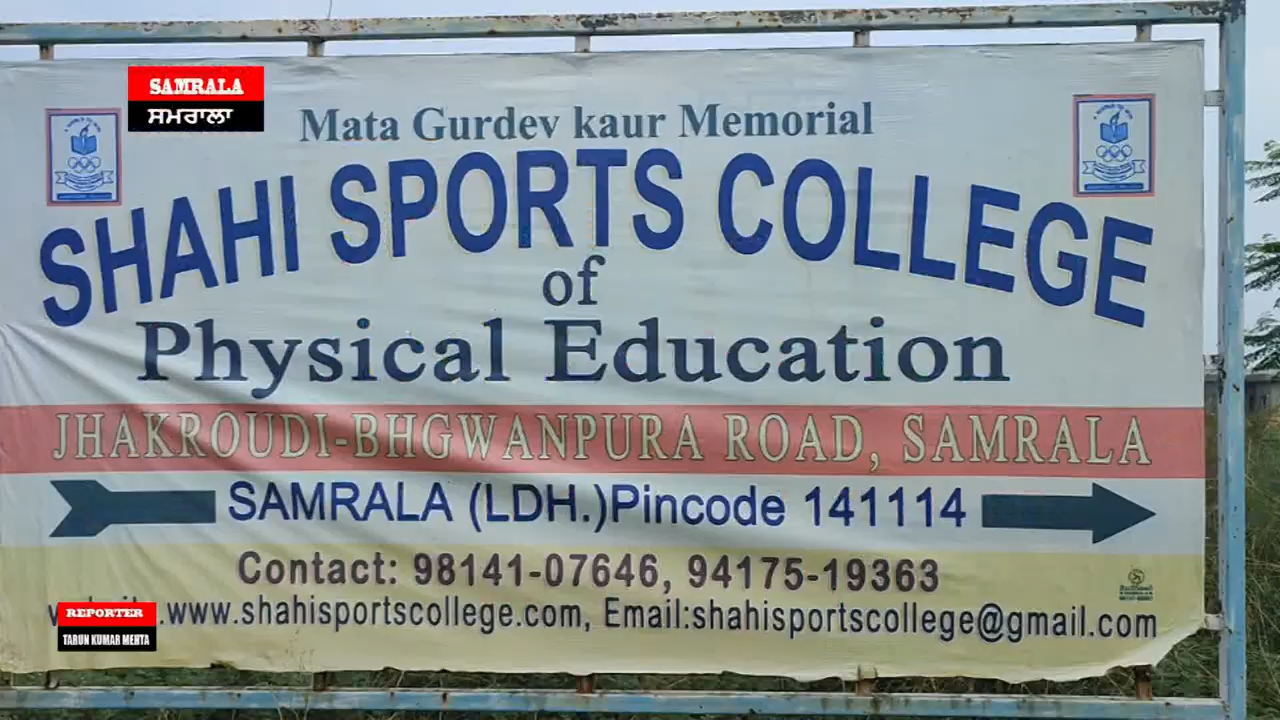 SAMRALA
ਸਮਰਾਲਾ
Mata Gurdev kaur Memorial
SHAHI SPORTS COLLEGE
of
Physical Education
JHAKROUDI-BHGWANPURA ROAD, SAMRALA
SAMRALA (LDH.)Pincode 141114
Contact: 98141-07646, 94175-19363
www.shahisportscollege.com, Email:shahisportscollege@gmail.com
REPORTER
TARUN KUMAR MEHTA